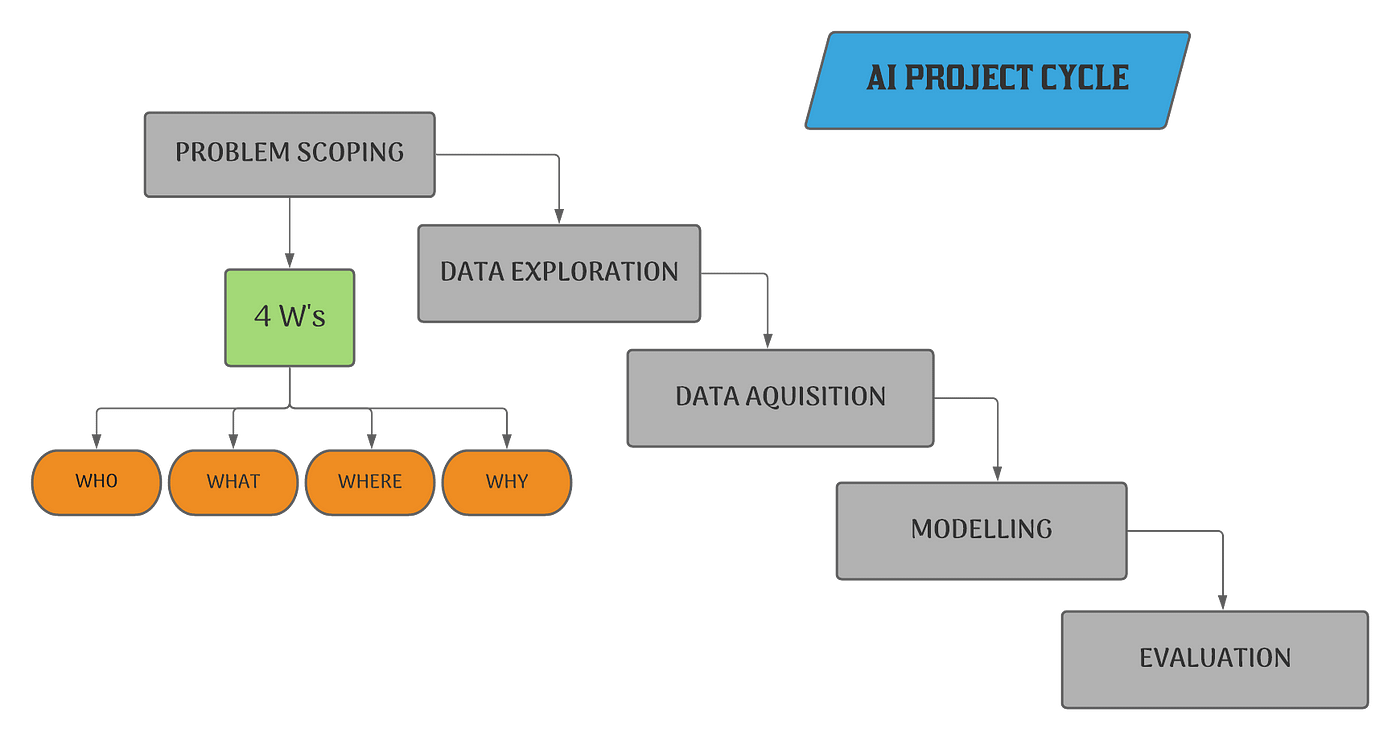 AI PROJECT CYCLE
PROBLEM SCOPING
DATA EXPLORATION
4 W's
DATA AQUISITION
WHO
WHAT
WHERE
WHY
MODELLING
EVALUATION